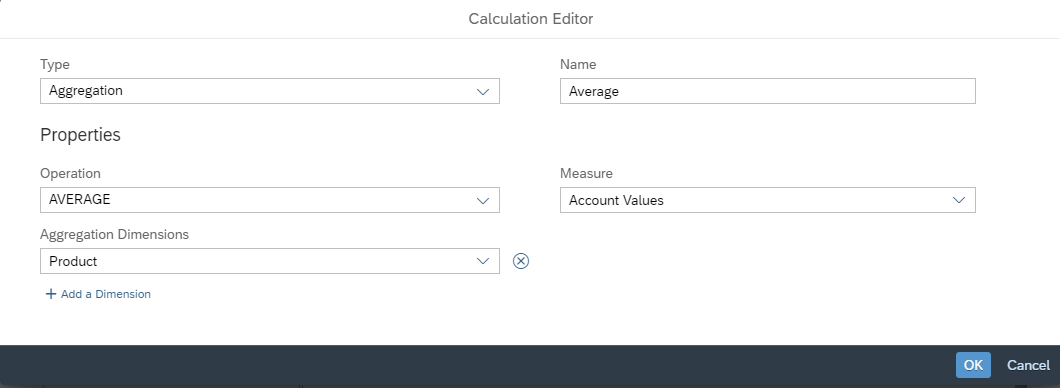 Calculation Editor
Type
Name
Aggregation
Average
Properties
Operation
Measure
AVERAGE
Account Values
Aggregation Dimensions
Product
+ Add a Dimension
OK
Cancel